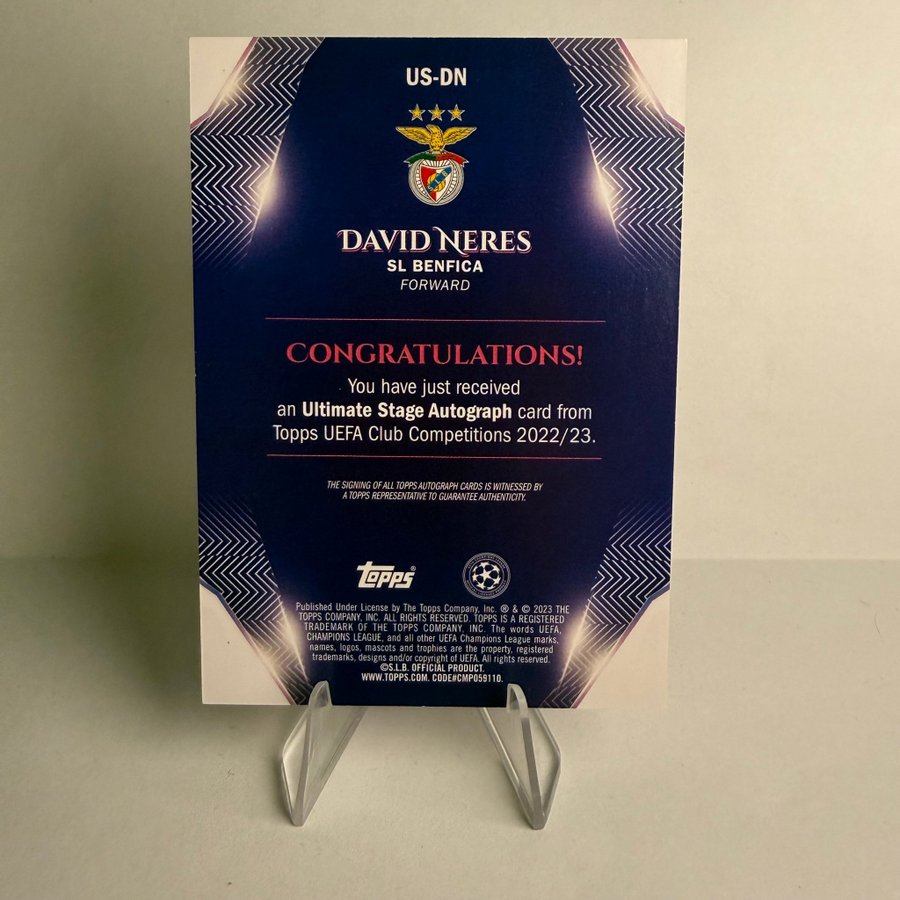 US-DN
DAVID NERES
SL BENFICA
FORWARD
CONGRATULATIONS!
You have just received
an Ultimate Stage Autograph card from
Topps UEFA Club Competitions 2022/23.
THE SIGNING OF ALL TOPPS AUTOGRAPH CARDS IS WITNESSED BY
A TOPPS REPRESENTATIVE TO GUARANTEE AUTHENTICITY.
topps®
Published Under License by The Topps Company, Inc. ® & © 2023 THE
TOPPS COMPANY, INC. ALL RIGHTS RESERVED. TOPPS IS A REGISTERED
TRADEMARK OF THE TOPPS COMPANY, INC. The words UEFA,
CHAMPIONS LEAGUE, and all other UEFA Champions League marks,
names, logos, mascots and trophies are the property, registered
trademarks, designs and/or copyright of UEFA. All rights reserved.
©S.L.B. OFFICIAL PRODUCT.
WWW.TOPPS.COM. CODE#CMP059110.